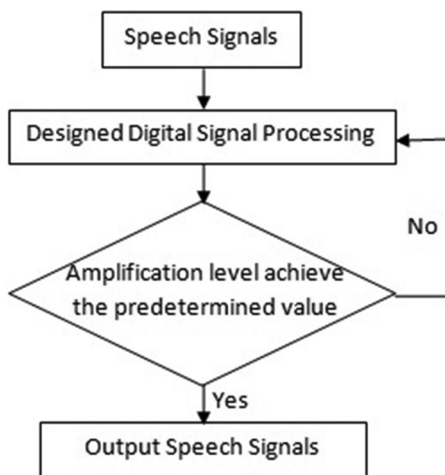 Speech Signals
Designed Digital Signal Processing
No
Amplification level achieve
the predetermined value
Yes
Output Speech Signals